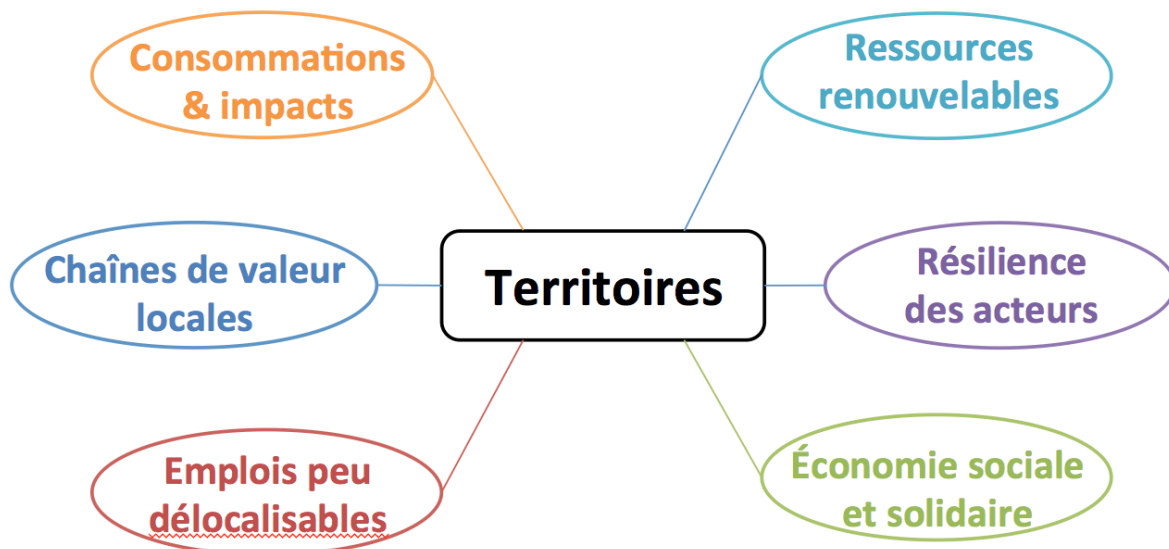 Consommations
& impacts
Ressources
renouvelables
Chaînes de valeur
locales
Territoires
Résilience
des acteurs
Emplois peu
délocalisables
Économie sociale
et solidaire